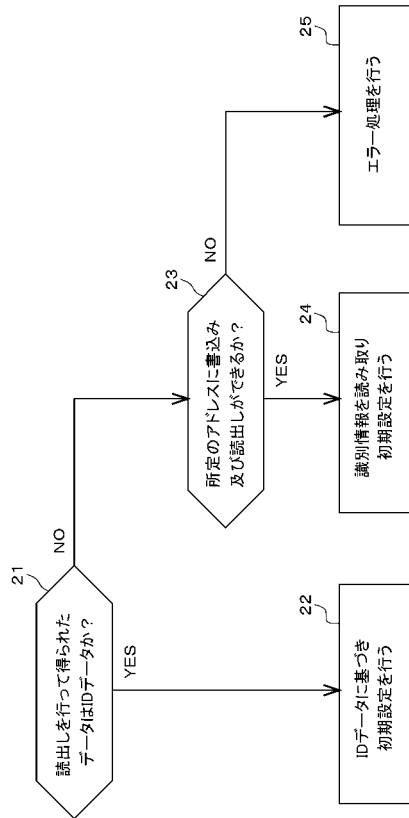 21
読出しを行って得られた
データはIDデータか？
NO
YES
23
所定のアドレスに書込み
及び読出しができるか？
NO
YES
22
IDデータに基づき
初期設定を行う
24
識別情報を読み取り
初期設定を行う
25
エラー処理を行う